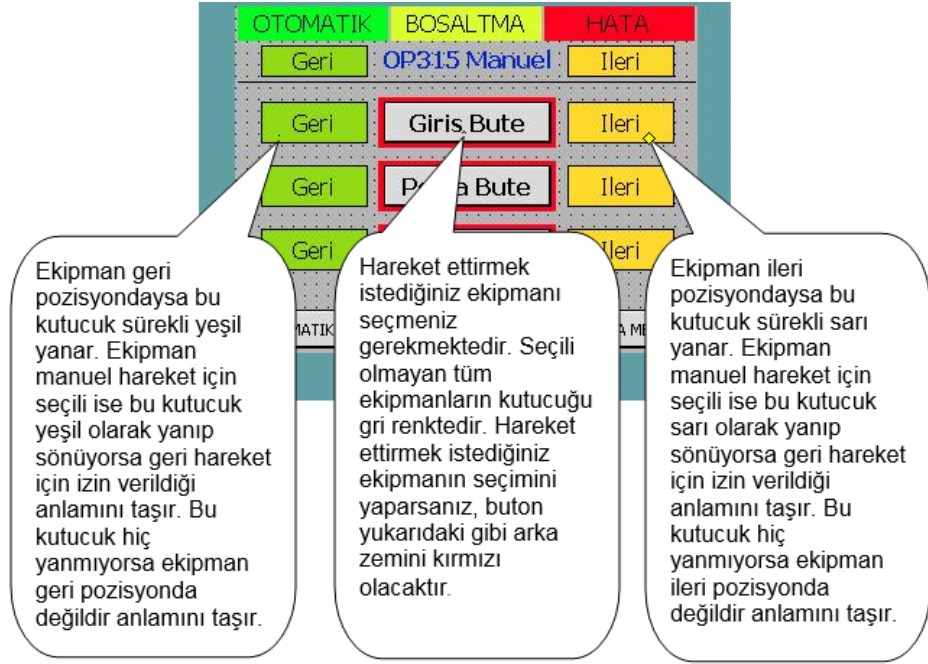 OTOMATIK BOSALTMA HATA
Geri OP315 Manuel Ileri
Geri Giris Bute Ileri
Geri Bute Ileri
Geri Ileri
Ekipman geri
pozisyondaysa bu
kutucuk sürekli yeşil
yanar. Ekipman
manuel hareket için
seçili ise bu kutucuk
yeşil olarak yanıp
sönüyorsa geri hareket
için izin verildiği
anlamını taşır. Bu
kutucuk hiç
yanmıyorsa ekipman
geri pozisyonda
değildir anlamını taşır.
Hareket ettirmek
istediğiniz ekipmanı
seçmeniz
gerekmektedir. Seçili
olmayan tüm
ekipmanların kutucuğu
gri renktedir. Hareket
ettirmek istediğiniz
ekipmanın seçimini
yaparsanız, buton
yukarıdaki gibi arka
zemini kırmızı
olacaktır.
Ekipman ileri
pozisyondaysa bu
kutucuk sürekli sarı
yanar. Ekipman
manuel hareket için
seçili ise bu kutucuk
sarı olarak yanıp
sönüyorsa geri hareket
için izin verildiği
anlamını taşır. Bu
kutucuk hiç
yanmıyorsa ekipman
ileri pozisyonda
değildir anlamını taşır.